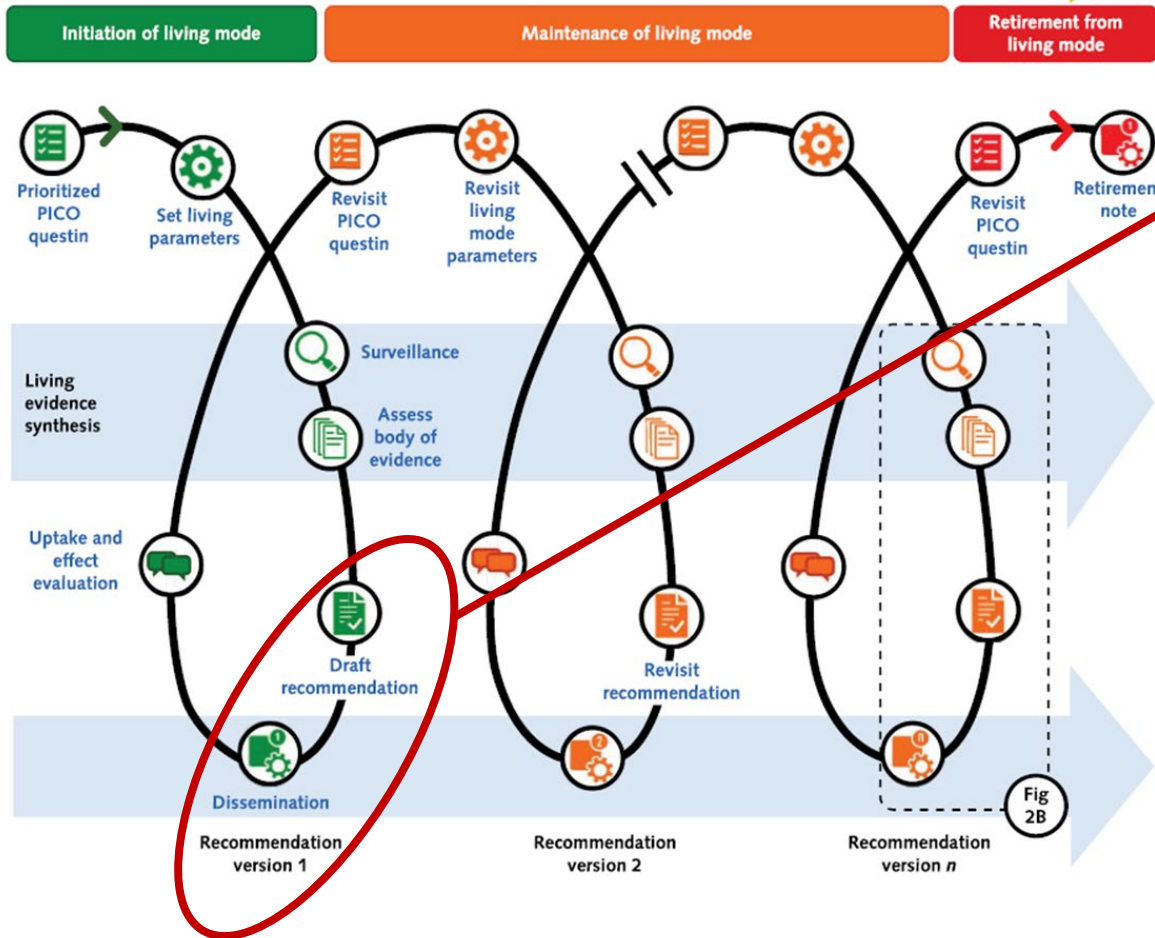 Initiation of living mode
Maintenance of living mode
Retirement from
living mode
Prioritized
PICO
questin
Set living
parameters
Revisit
PICO
questin
Revisit
living
mode
parameters
Revisit
PICO
questin
1
Retiremen
note
Living
evidence
synthesis
Surveillance
Assess
body of
evidence
Uptake and
effect
evaluation
Draft
recommendation
Revisit
recommendation
1
Dissemination
2
n
Fig
2B
Recommendation
version 1
Recommendation
version 2
Recommendation
version n